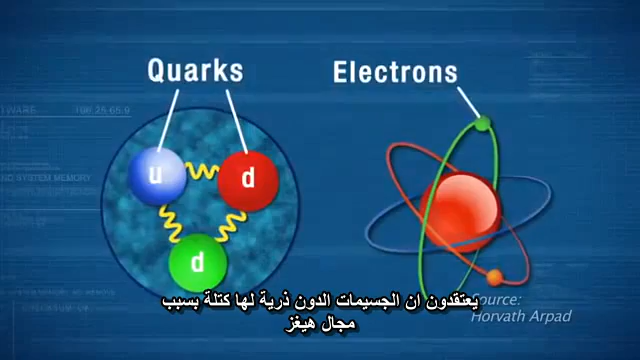 Quarks
Electrons
u
d
d
يعتقدون ان الجسيمات الدون ذرية لها كتلة بسبب
مجال هيغز
Source:
Horvath Arpad